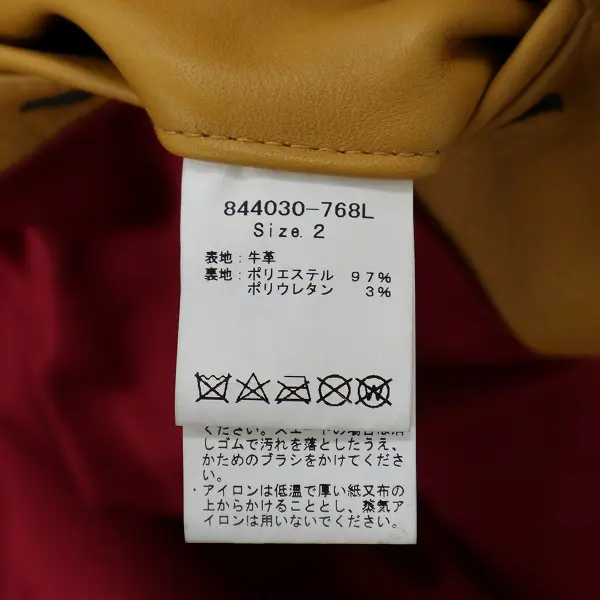 844030-768L
Size. 2
表地：牛革
裏地：ポリエステル 97%
ポリウレタン 3%
ください。スエードの場合は消
しゴムで汚れを落としたうえ、
かためのブラシをかけてくださ
い。
・アイロンは低温で厚い紙又布の
上からかけることとし、蒸気ア
イロンは用いないでください。